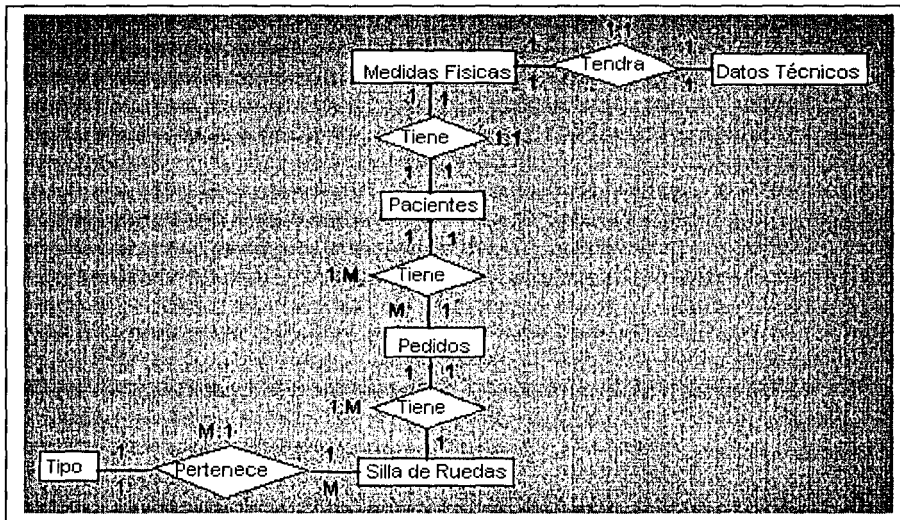 1:1
1 1
Medidas Fisicas Tendra Datos Técnicos
1 1
1 1
Tiene 1:1
1 1
Pacientes
1 1
1:M Tiene
M 1
Pedidos
1 1
1:M Tiene
1
M:1
1 1
Tipo Pertenece Silla de Ruedas
1 M